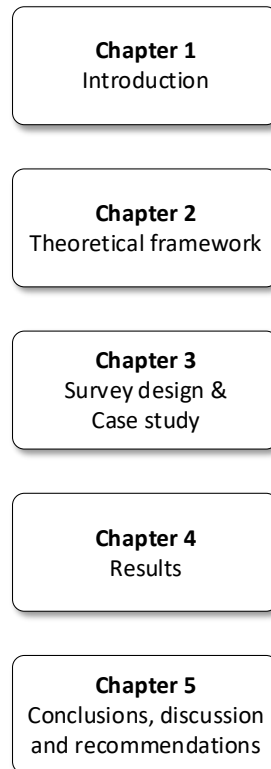 Chapter 1
Introduction
Chapter 2
Theoretical framework
Chapter 3
Survey design &
Case study
Chapter 4
Results
Chapter 5
Conclusions, discussion
and recommendations